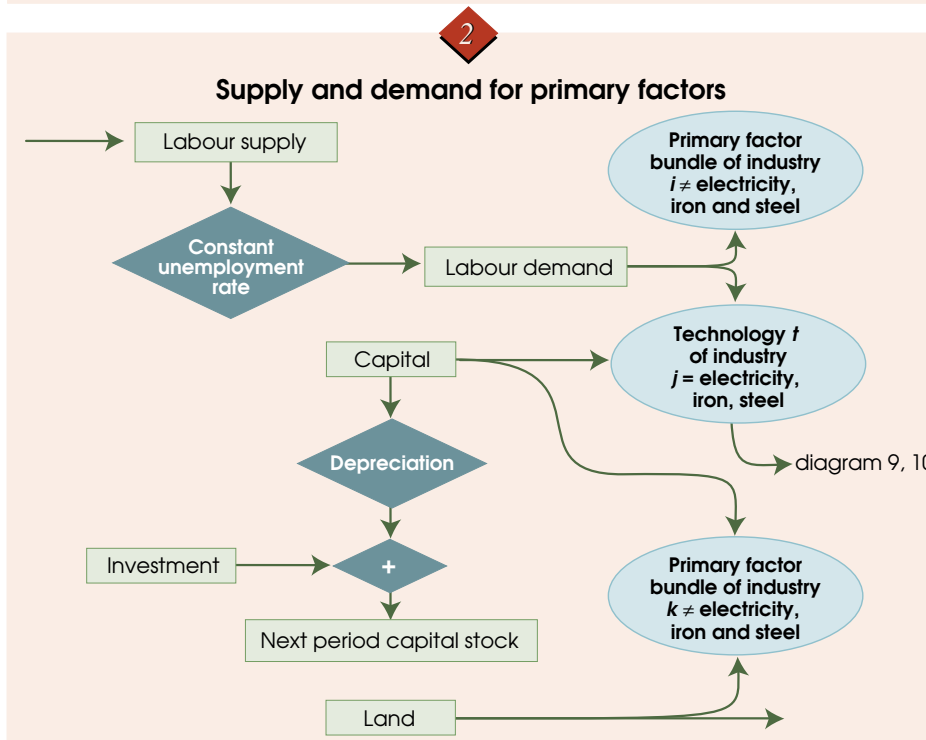 2
Supply and demand for primary factors
Labour supply
Primary factor
bundle of industry
i ≠ electricity,
iron and steel
Constant
unemployment
rate
Labour demand
Technology t
of industry
j = electricity,
iron, steel
Capital
Depreciation
diagram 9, 10
Investment
+
Primary factor
bundle of industry
k ≠ electricity,
iron and steel
Next period capital stock
Land